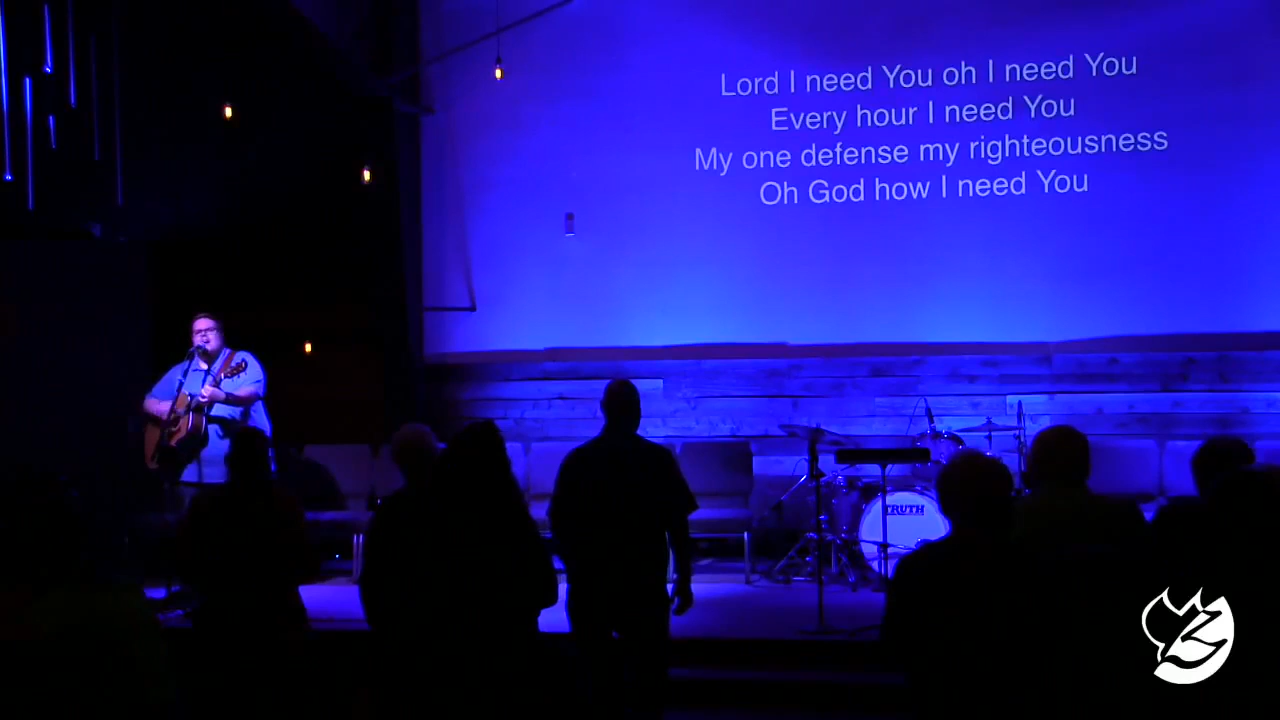 Lord I need You oh I need You
Every hour I need You
My one defense my righteousness
Oh God how I need You
TRUTH